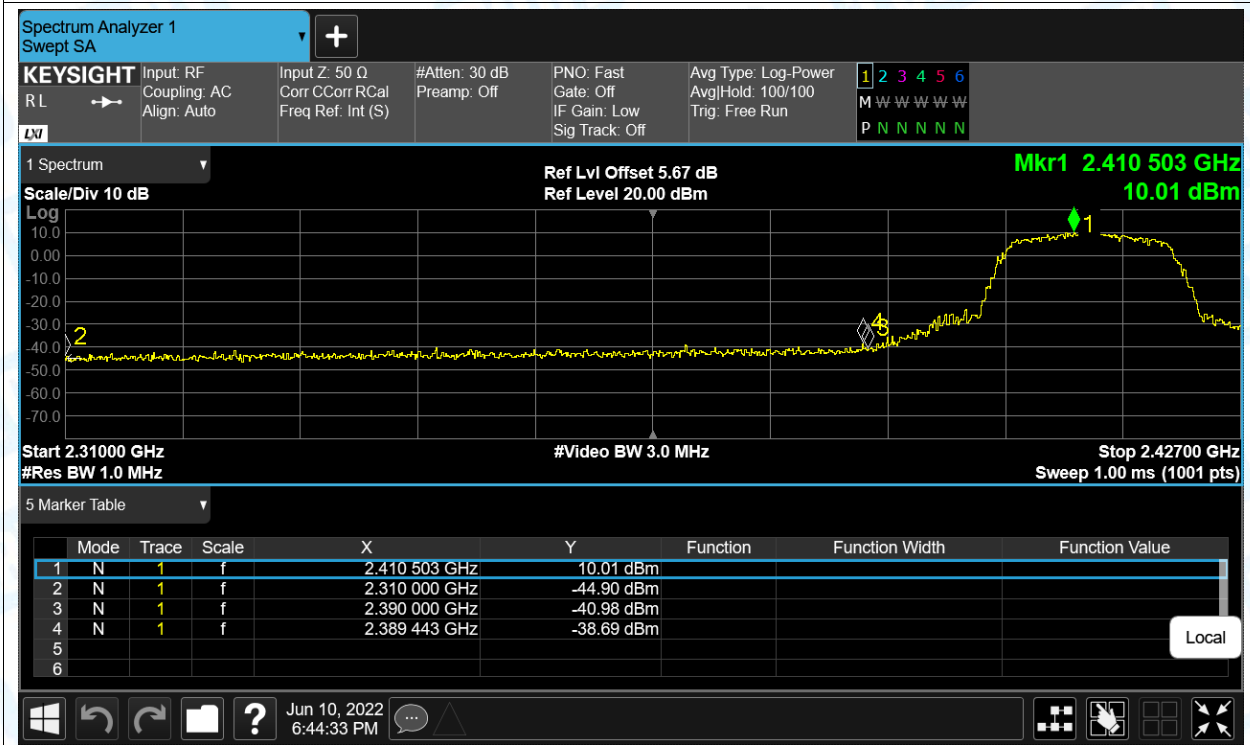 Spectrum Analyzer 1
Swept SA
+
KEYSIGHT
R L
LXI
Input: RF
Coupling: AC
Align: Auto
Input Z: 50 Ω
Corr CCorr RCal
Freq Ref: Int (S)
#Atten: 30 dB
Preamp: Off
PNO: Fast
Gate: Off
IF Gain: Low
Sig Track: Off
Avg Type: Log-Power
Avg|Hold: 100/100
Trig: Free Run
1 2 3 4 5 6
M W W W W W
P N N N N N
1 Spectrum
Scale/Div 10 dB
Ref Lvl Offset 5.67 dB
Ref Level 20.00 dBm
Mkr1 2.410 503 GHz
10.01 dBm
Log
10.0
0.00
-10.0
-20.0
-30.0
-40.0
-50.0
-60.0
-70.0
2
4
3
1
Start 2.31000 GHz #Video BW 3.0 MHz Stop 2.42700 GHz
#Res BW 1.0 MHz Sweep 1.00 ms (1001 pts)
5 Marker Table
Mode Trace Scale X Y Function Function Width Function Value
1 N 1 f 2.410 503 GHz 10.01 dBm
2 N 1 f 2.310 000 GHz -44.90 dBm
3 N 1 f 2.390 000 GHz -40.98 dBm
4 N 1 f 2.389 443 GHz -38.69 dBm
5
6
Local
?
Jun 10, 2022
6:44:33 PM